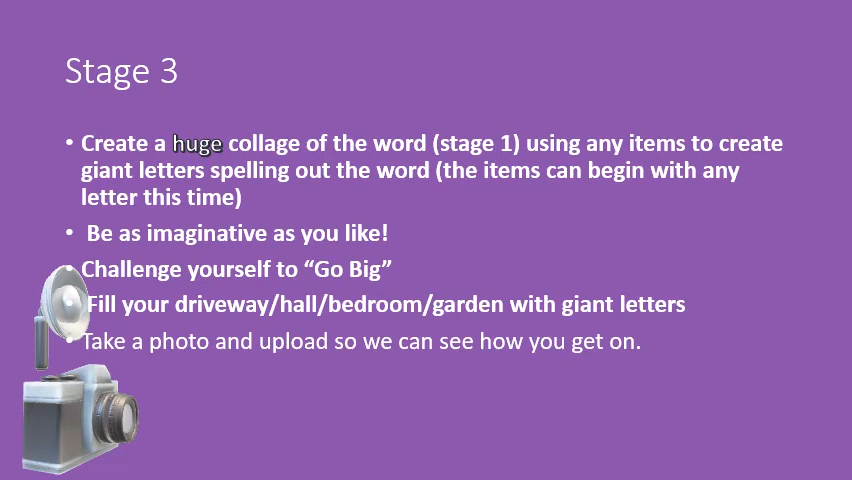 Stage 3
• Create a huge collage of the word (stage 1) using any items to create
giant letters spelling out the word (the items can begin with any
letter this time)
• Be as imaginative as you like!
• Challenge yourself to “Go Big”
Fill your driveway/hall/bedroom/garden with giant letters
• Take a photo and upload so we can see how you get on.